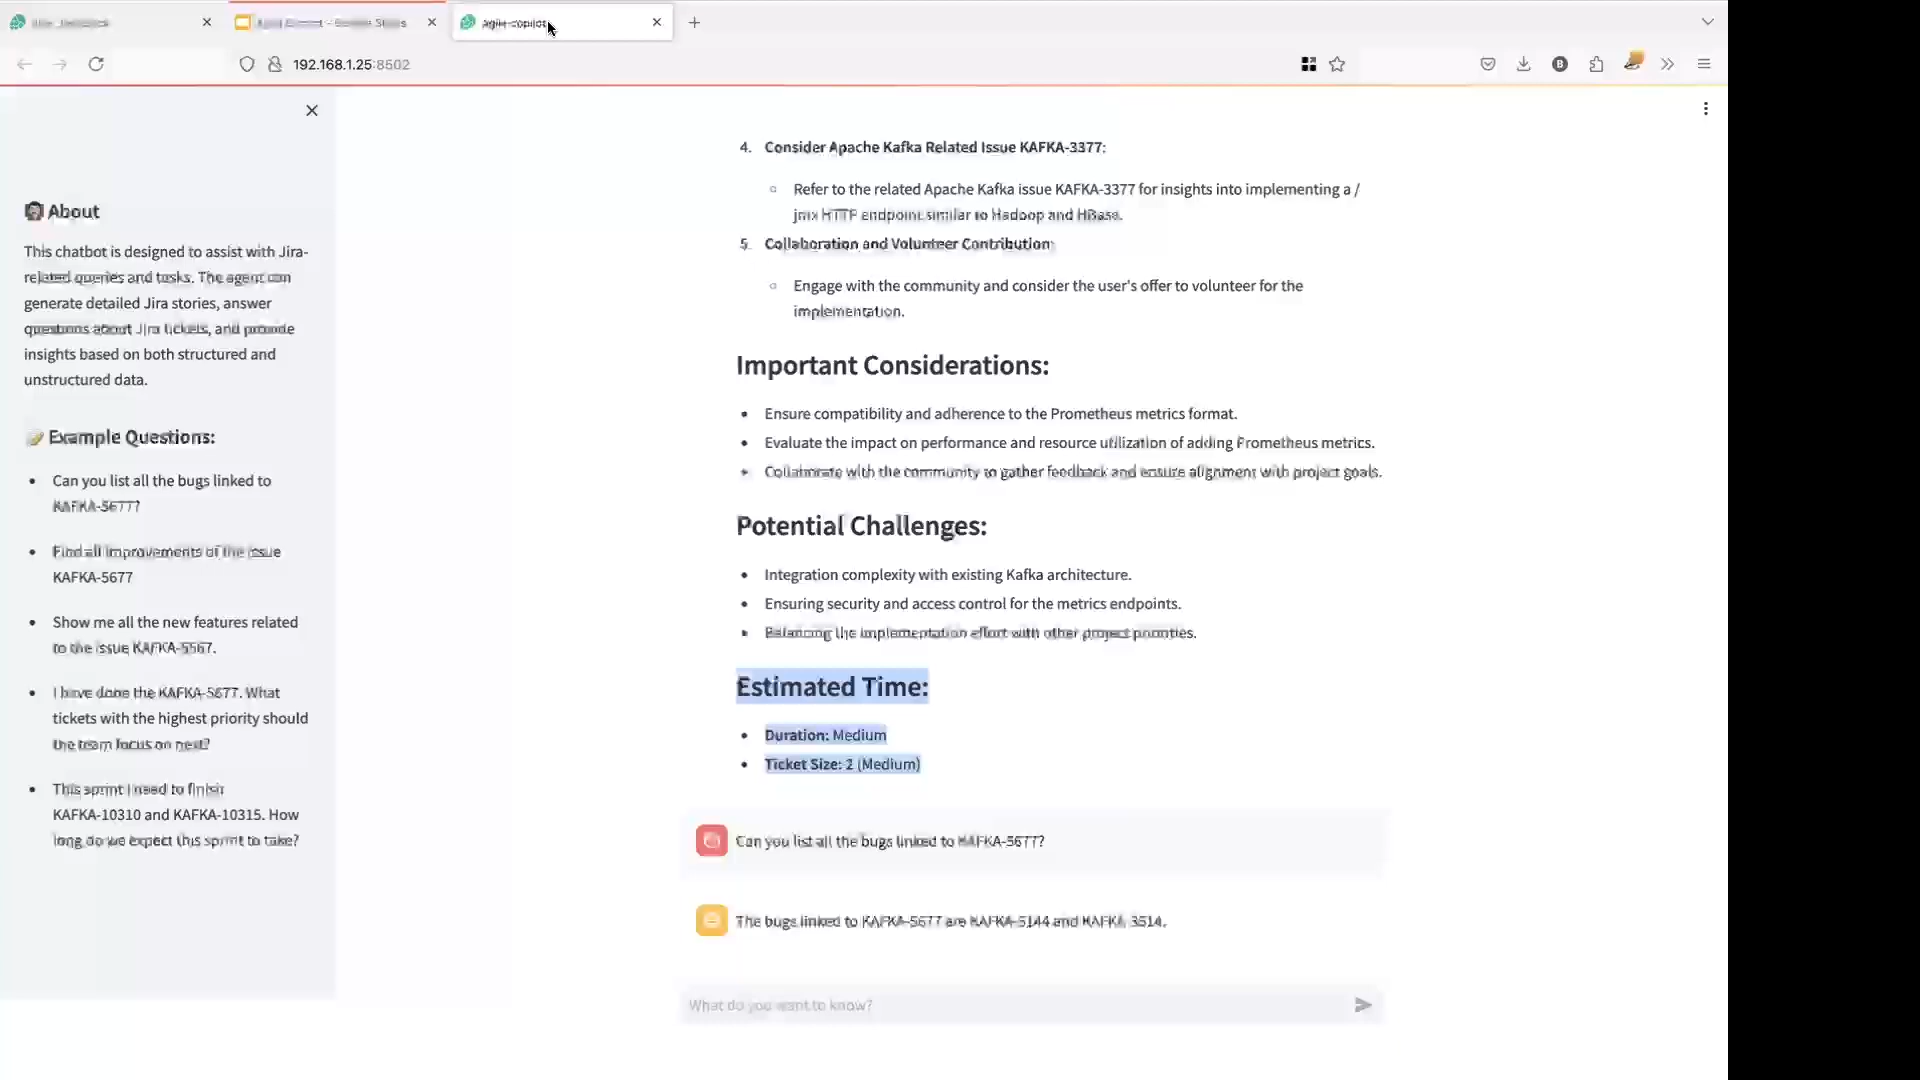 Agile-copilot
192.168.1.25:8502
About
This chatbot is designed to assist with Jira-
related queries and tasks. The agent can
generate detailed Jira stories, answer
questions about Jira tickets, and provide
insights based on both structured and
unstructured data.
Example Questions:
Can you list all the bugs linked to
KAFKA-5677?
Find all improvements of the issue
KAFKA-5677
Show me all the new features related
to the issue KAFKA-5567.
I have done the KAFKA-5677. What
tickets with the highest priority should
the team focus on next?
This sprint I need to finish
KAFKA-10310 and KAFKA-10315. How
long do we expect this sprint to take?
4. Consider Apache Kafka Related Issue KAFKA-3377:
Refer to the related Apache Kafka issue KAFKA-3377 for insights into implementing a /
jmx HTTP endpoint similar to Hadoop and HBase.
5. Collaboration and Volunteer Contribution:
Engage with the community and consider the user's offer to volunteer for the
implementation.
Important Considerations:
Ensure compatibility and adherence to the Prometheus metrics format.
Evaluate the impact on performance and resource utilization of adding Prometheus metrics.
Collaborate with the community to gather feedback and ensure alignment with project goals.
Potential Challenges:
Integration complexity with existing Kafka architecture.
Ensuring security and access control for the metrics endpoints.
Balancing the implementation effort with other project priorities.
Estimated Time:
Duration: Medium
Ticket Size: 2 (Medium)
Can you list all the bugs linked to KAFKA-5677?
The bugs linked to KAFKA-5677 are KAFKA-5144 and KAFKA-3514.
What do you want to know?